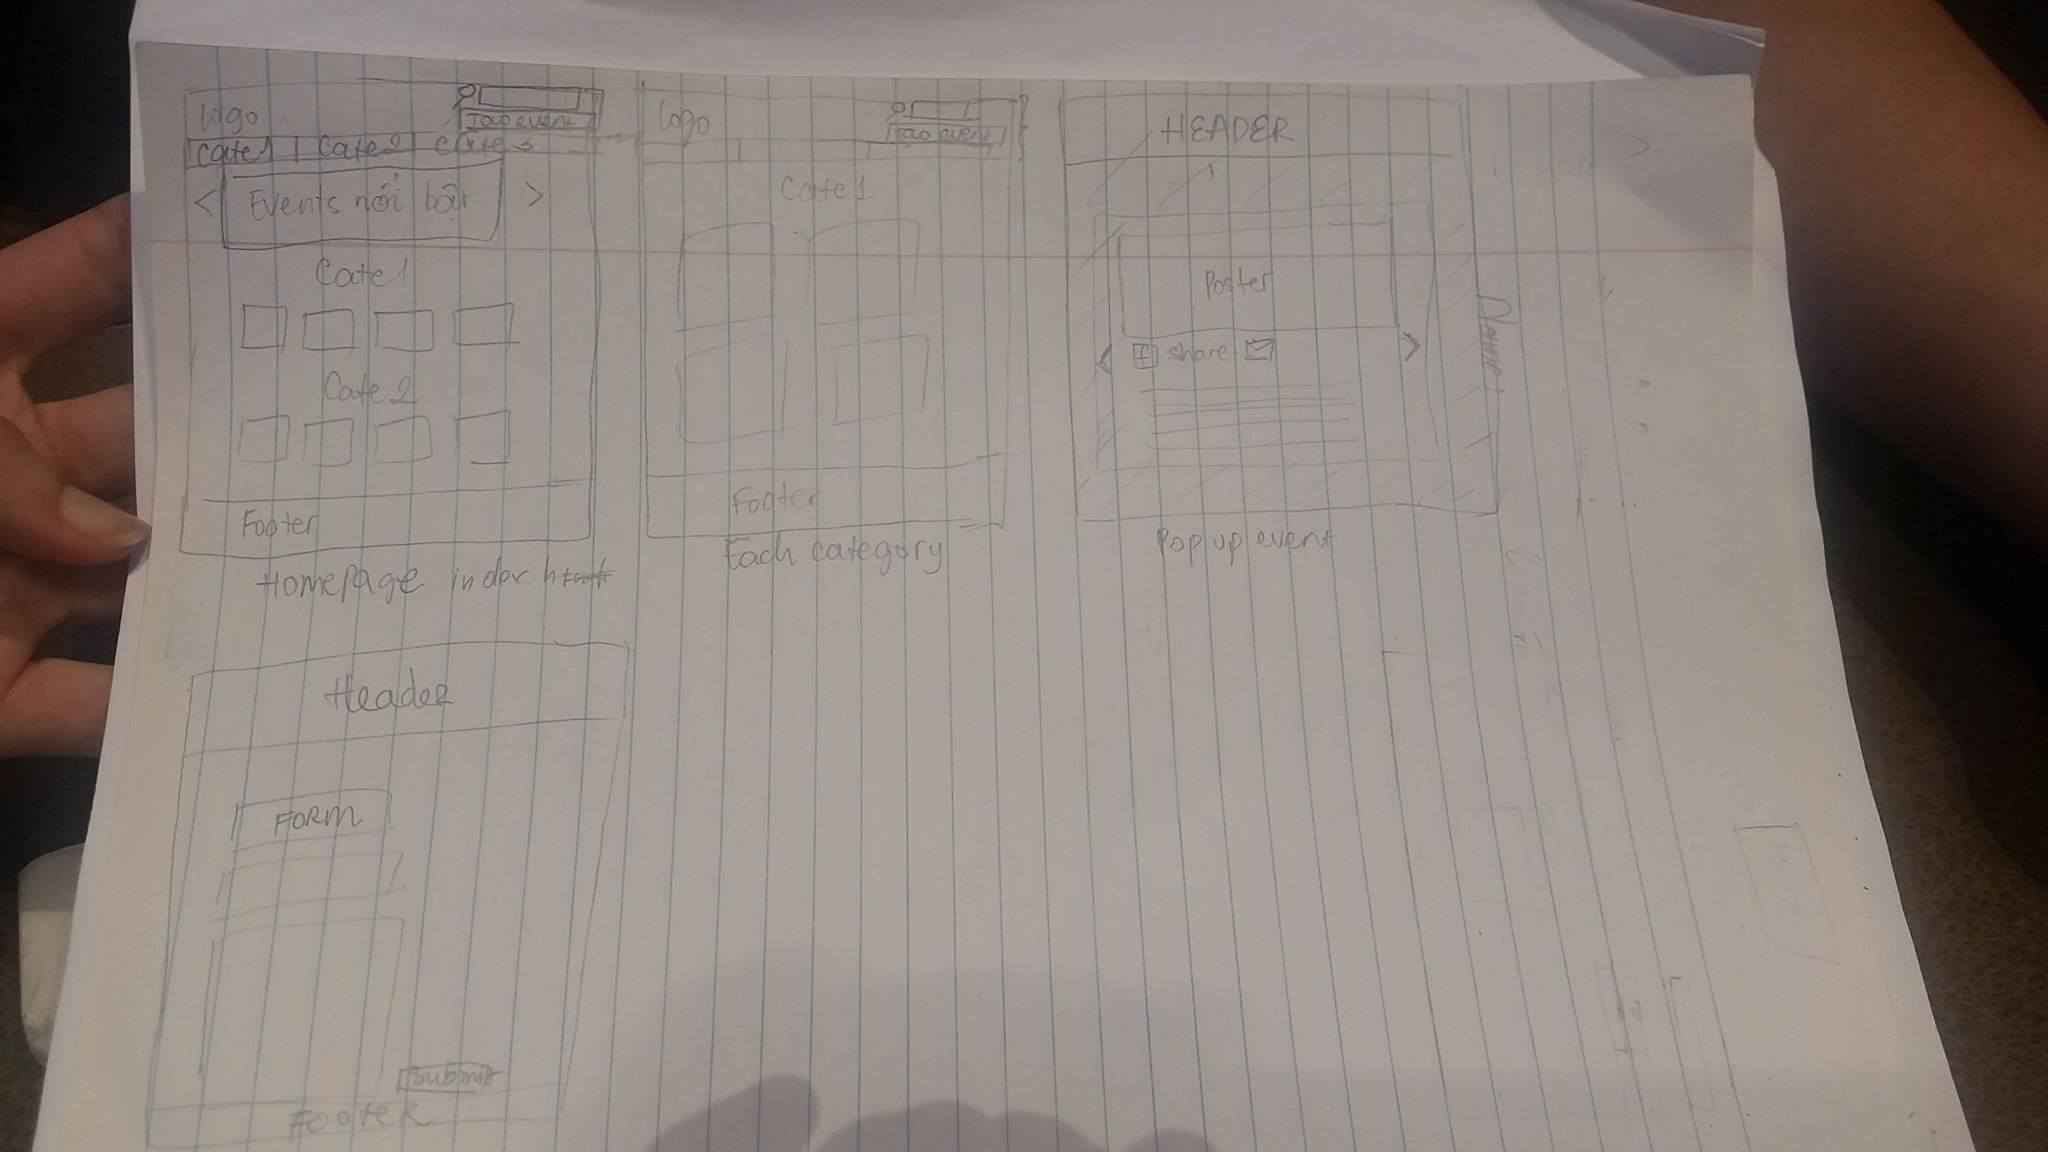 Logo
Tạo event
Cate 1 Cate 2 Cate 3
< Events nổi bật >
Cate 1
Cate 2
Footer
Homepage index.html
Logo
Tạo event
Cate 1
Footer
Each category
HEADER
Poster
< f share >
Pop up event
Header
FORM
Submit
FOOTER